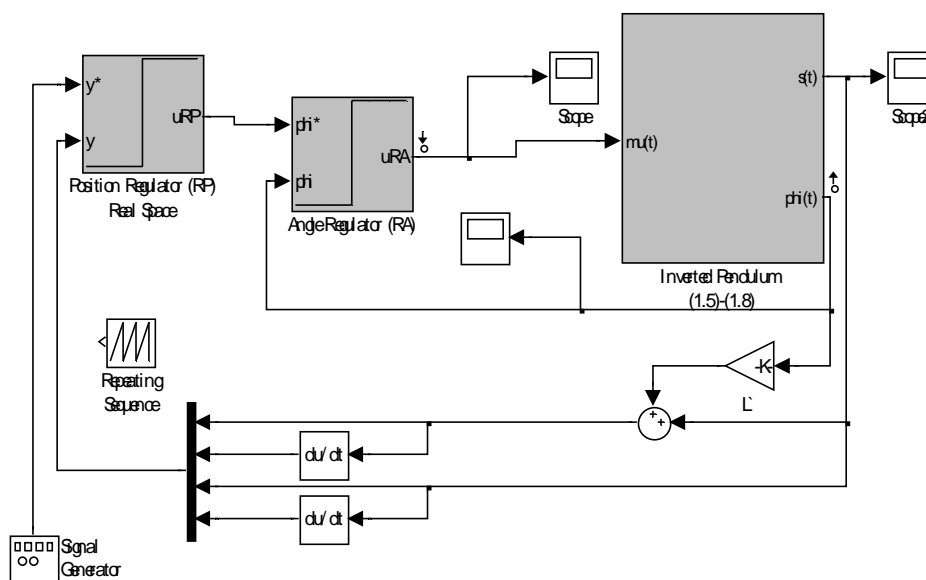 y*
y
uRP
Position Regulator (RP)
Real Space
phi*
phi
uRA
Angle Regulator (RA)
Scope
mu(t)
s(t)
phi(t)
Inverted Pendulum
(1.5)-(1.8)
Scope2
Repeating
Sequence
-K-
L`
+
+
du/dt
du/dt
Signal
Generator